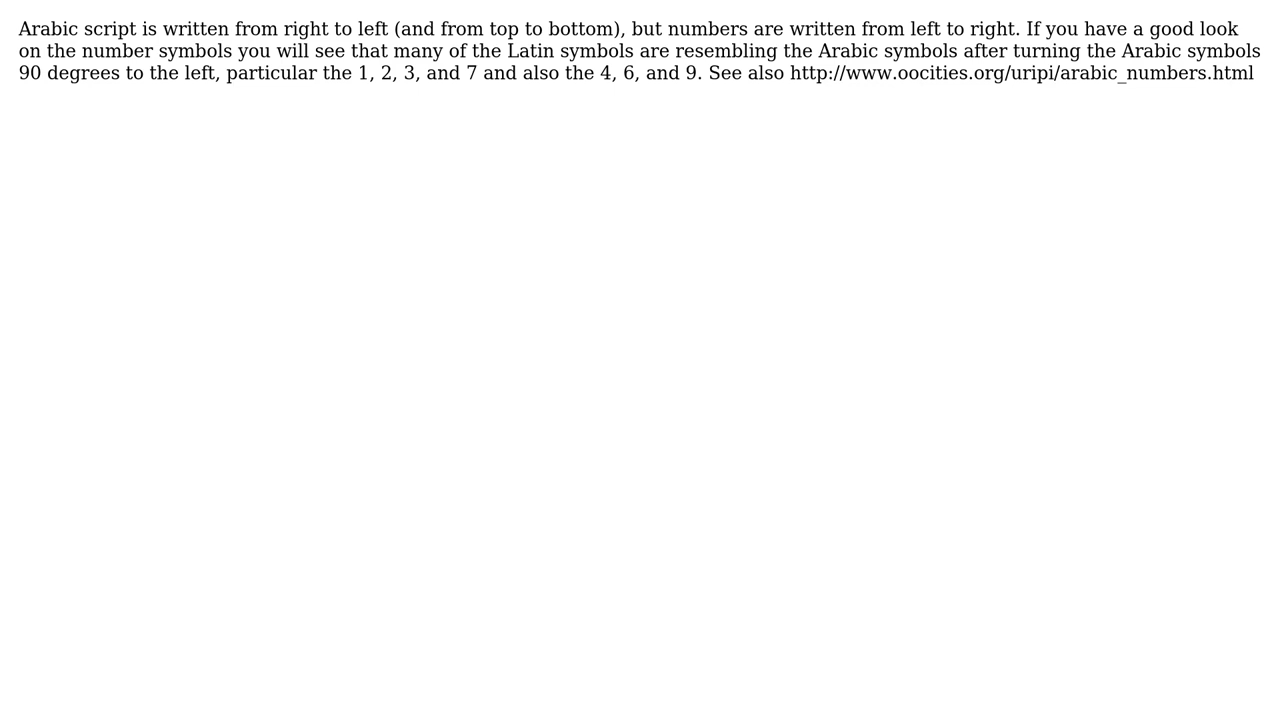 Arabic script is written from right to left (and from top to bottom), but numbers are written from left to right. If you have a good look
on the number symbols you will see that many of the Latin symbols are resembling the Arabic symbols after turning the Arabic symbols
90 degrees to the left, particular the 1, 2, 3, and 7 and also the 4, 6, and 9. See also http://www.oocities.org/uripi/arabic_numbers.html